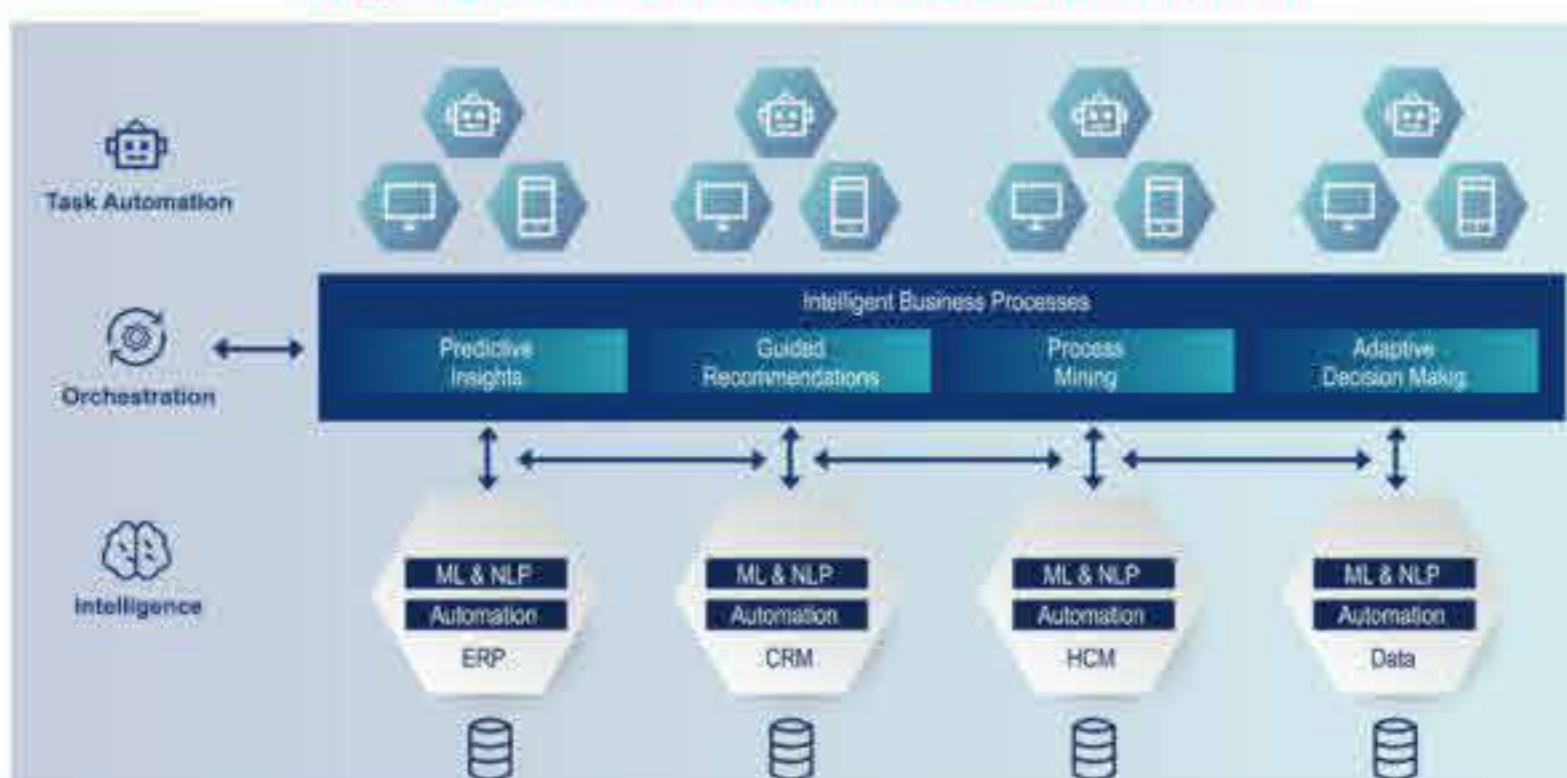 Task Automation
Intelligent Business Processes
Predictive
Insights
Guided
Recommendations
Process
Mining
Adaptive
Decision Makig
Orchestration
Intelligence
ML & NLP
Automation
ERP
ML & NLP
Automation
CRM
ML & NLP
Automation
HCM
ML & NLP
Automation
Data